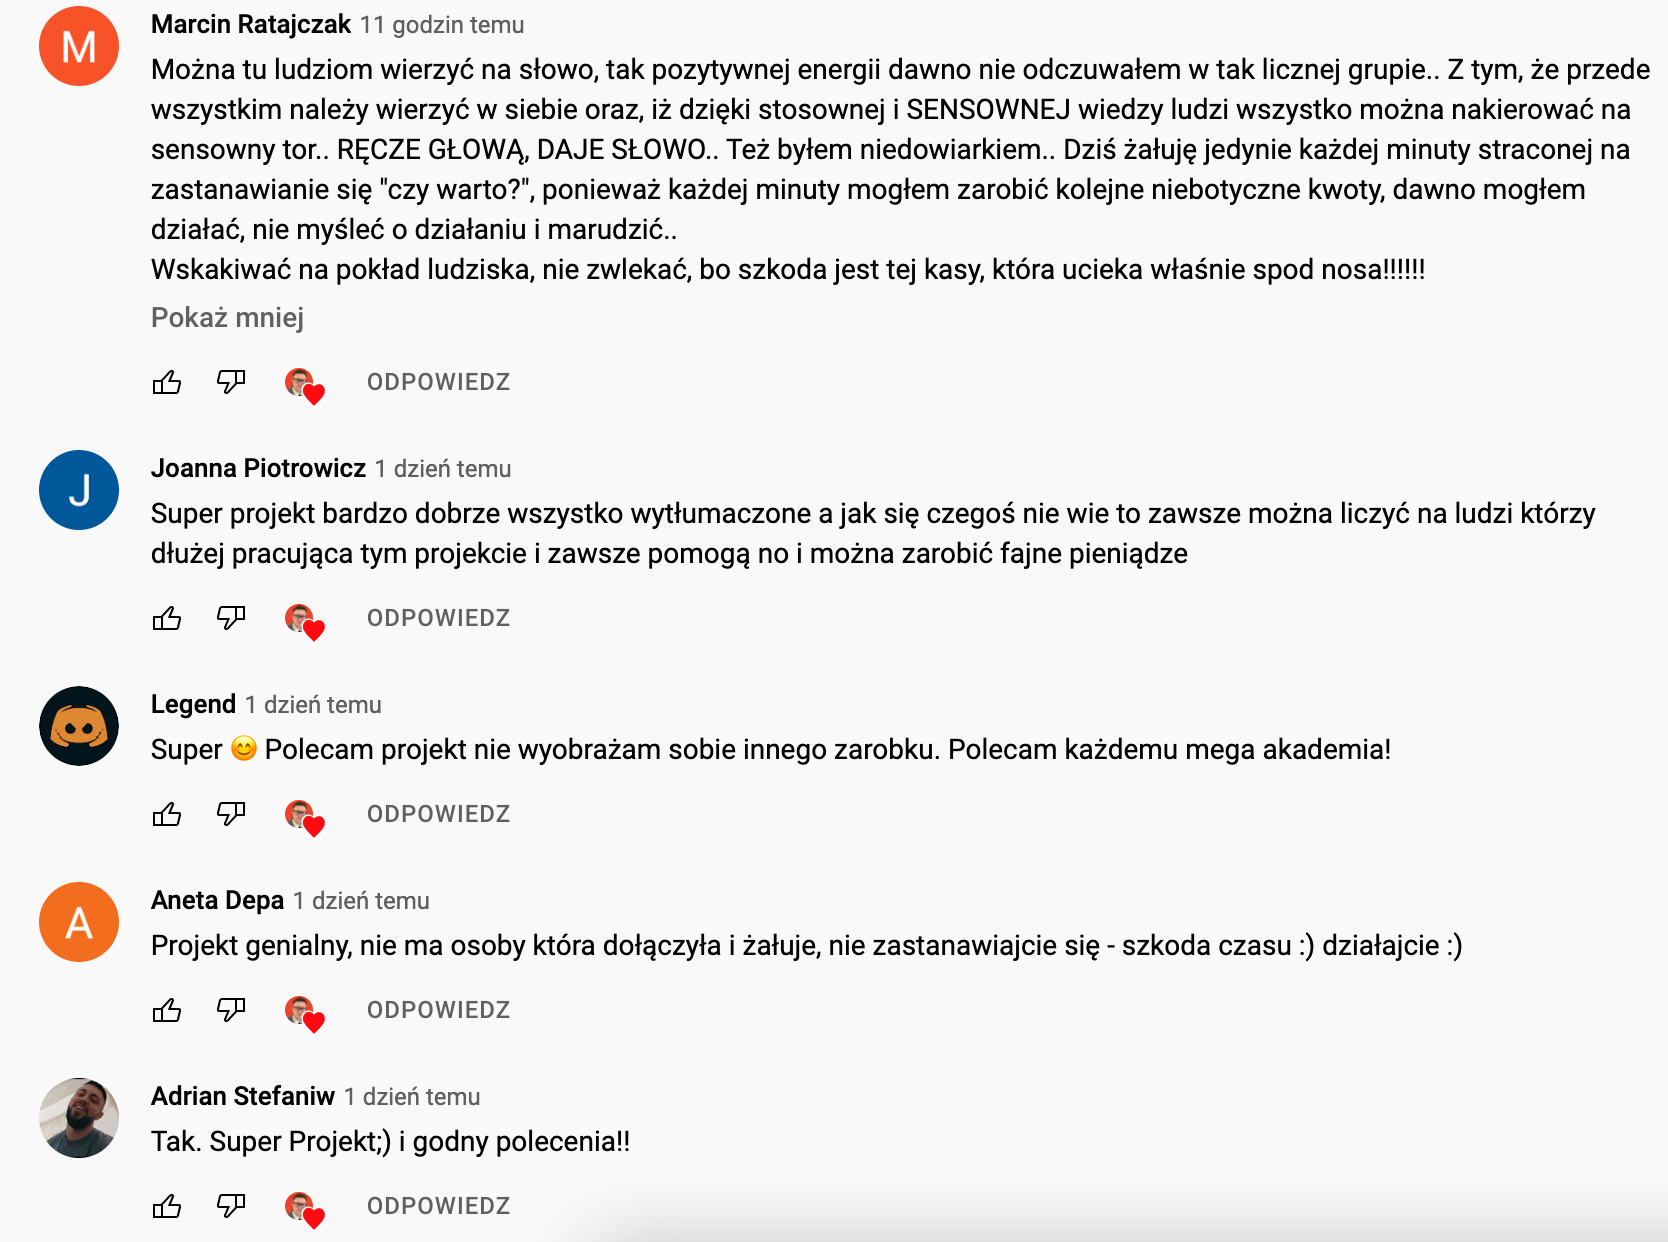 M
Marcin Ratajczak 11 godzin temu
Można tu ludziom wierzyć na słowo, tak pozytywnej energii dawno nie odczuwałem w tak licznej grupie.. Z tym, że przede
wszystkim należy wierzyć w siebie oraz, iż dzięki stosownej i SENSOWNEJ wiedzy ludzi wszystko można nakierować na
sensowny tor.. RĘCZE GŁOWĄ, DAJE SŁOWO.. Też byłem niedowiarkiem.. Dziś żałuję jedynie każdej minuty straconej na
zastanawianie się "czy warto?", ponieważ każdej minuty mogłem zarobić kolejne niebotyczne kwoty, dawno mogłem
działać, nie myśleć o działaniu i marudzić..
Wskakiwać na pokład ludziska, nie zwlekać, bo szkoda jest tej kasy, która ucieka właśnie spod nosa!!!!!!
Pokaż mniej
ODPOWIEDZ
J
Joanna Piotrowicz 1 dzień temu
Super projekt bardzo dobrze wszystko wytłumaczone a jak się czegoś nie wie to zawsze można liczyć na ludzi którzy
dłużej pracująca tym projekcie i zawsze pomogą no i można zarobić fajne pieniądze
ODPOWIEDZ
Legend 1 dzień temu
Super 😊 Polecam projekt nie wyobrażam sobie innego zarobku. Polecam każdemu mega akademia!
ODPOWIEDZ
A
Aneta Depa 1 dzień temu
Projekt genialny, nie ma osoby która dołączyła i żałuje, nie zastanawiajcie się - szkoda czasu :) działajcie :)
ODPOWIEDZ
Adrian Stefaniw 1 dzień temu
Tak. Super Projekt;) i godny polecenia!!
ODPOWIEDZ